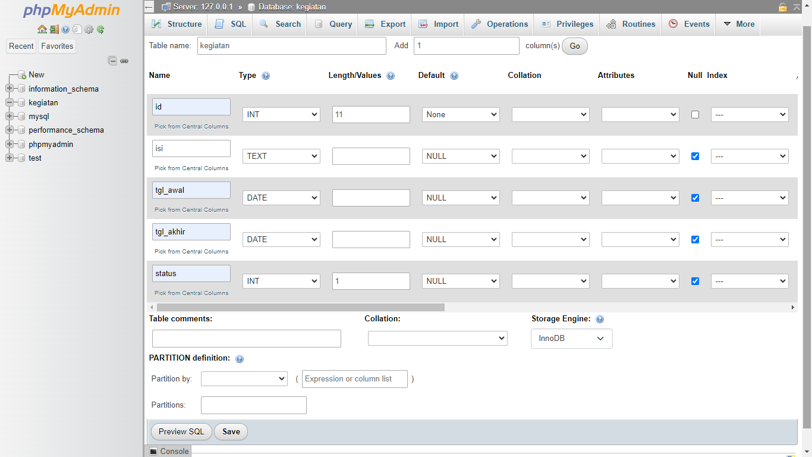 phpMyAdmin
Server: 127.0.0.1 » Database: kegiatan
Structure SQL Search Query Export Import Operations Privileges Routines Events More
Recent Favorites
New
information_schema
kegiatan
mysql
performance_schema
phpmyadmin
test
Table name: kegiatan Add 1 column(s) Go
Name Type Length/Values Default Collation Attributes Null Index
id INT 11 None ---
Pick from Central Columns
isi TEXT NULL ---
Pick from Central Columns
tgl_awal DATE NULL ---
Pick from Central Columns
tgl_akhir DATE NULL ---
Pick from Central Columns
status INT 1 NULL ---
Pick from Central Columns
Table comments: Collation: Storage Engine:
InnoDB
PARTITION definition:
Partition by: ( Expression or column list )
Partitions:
Preview SQL Save
Console